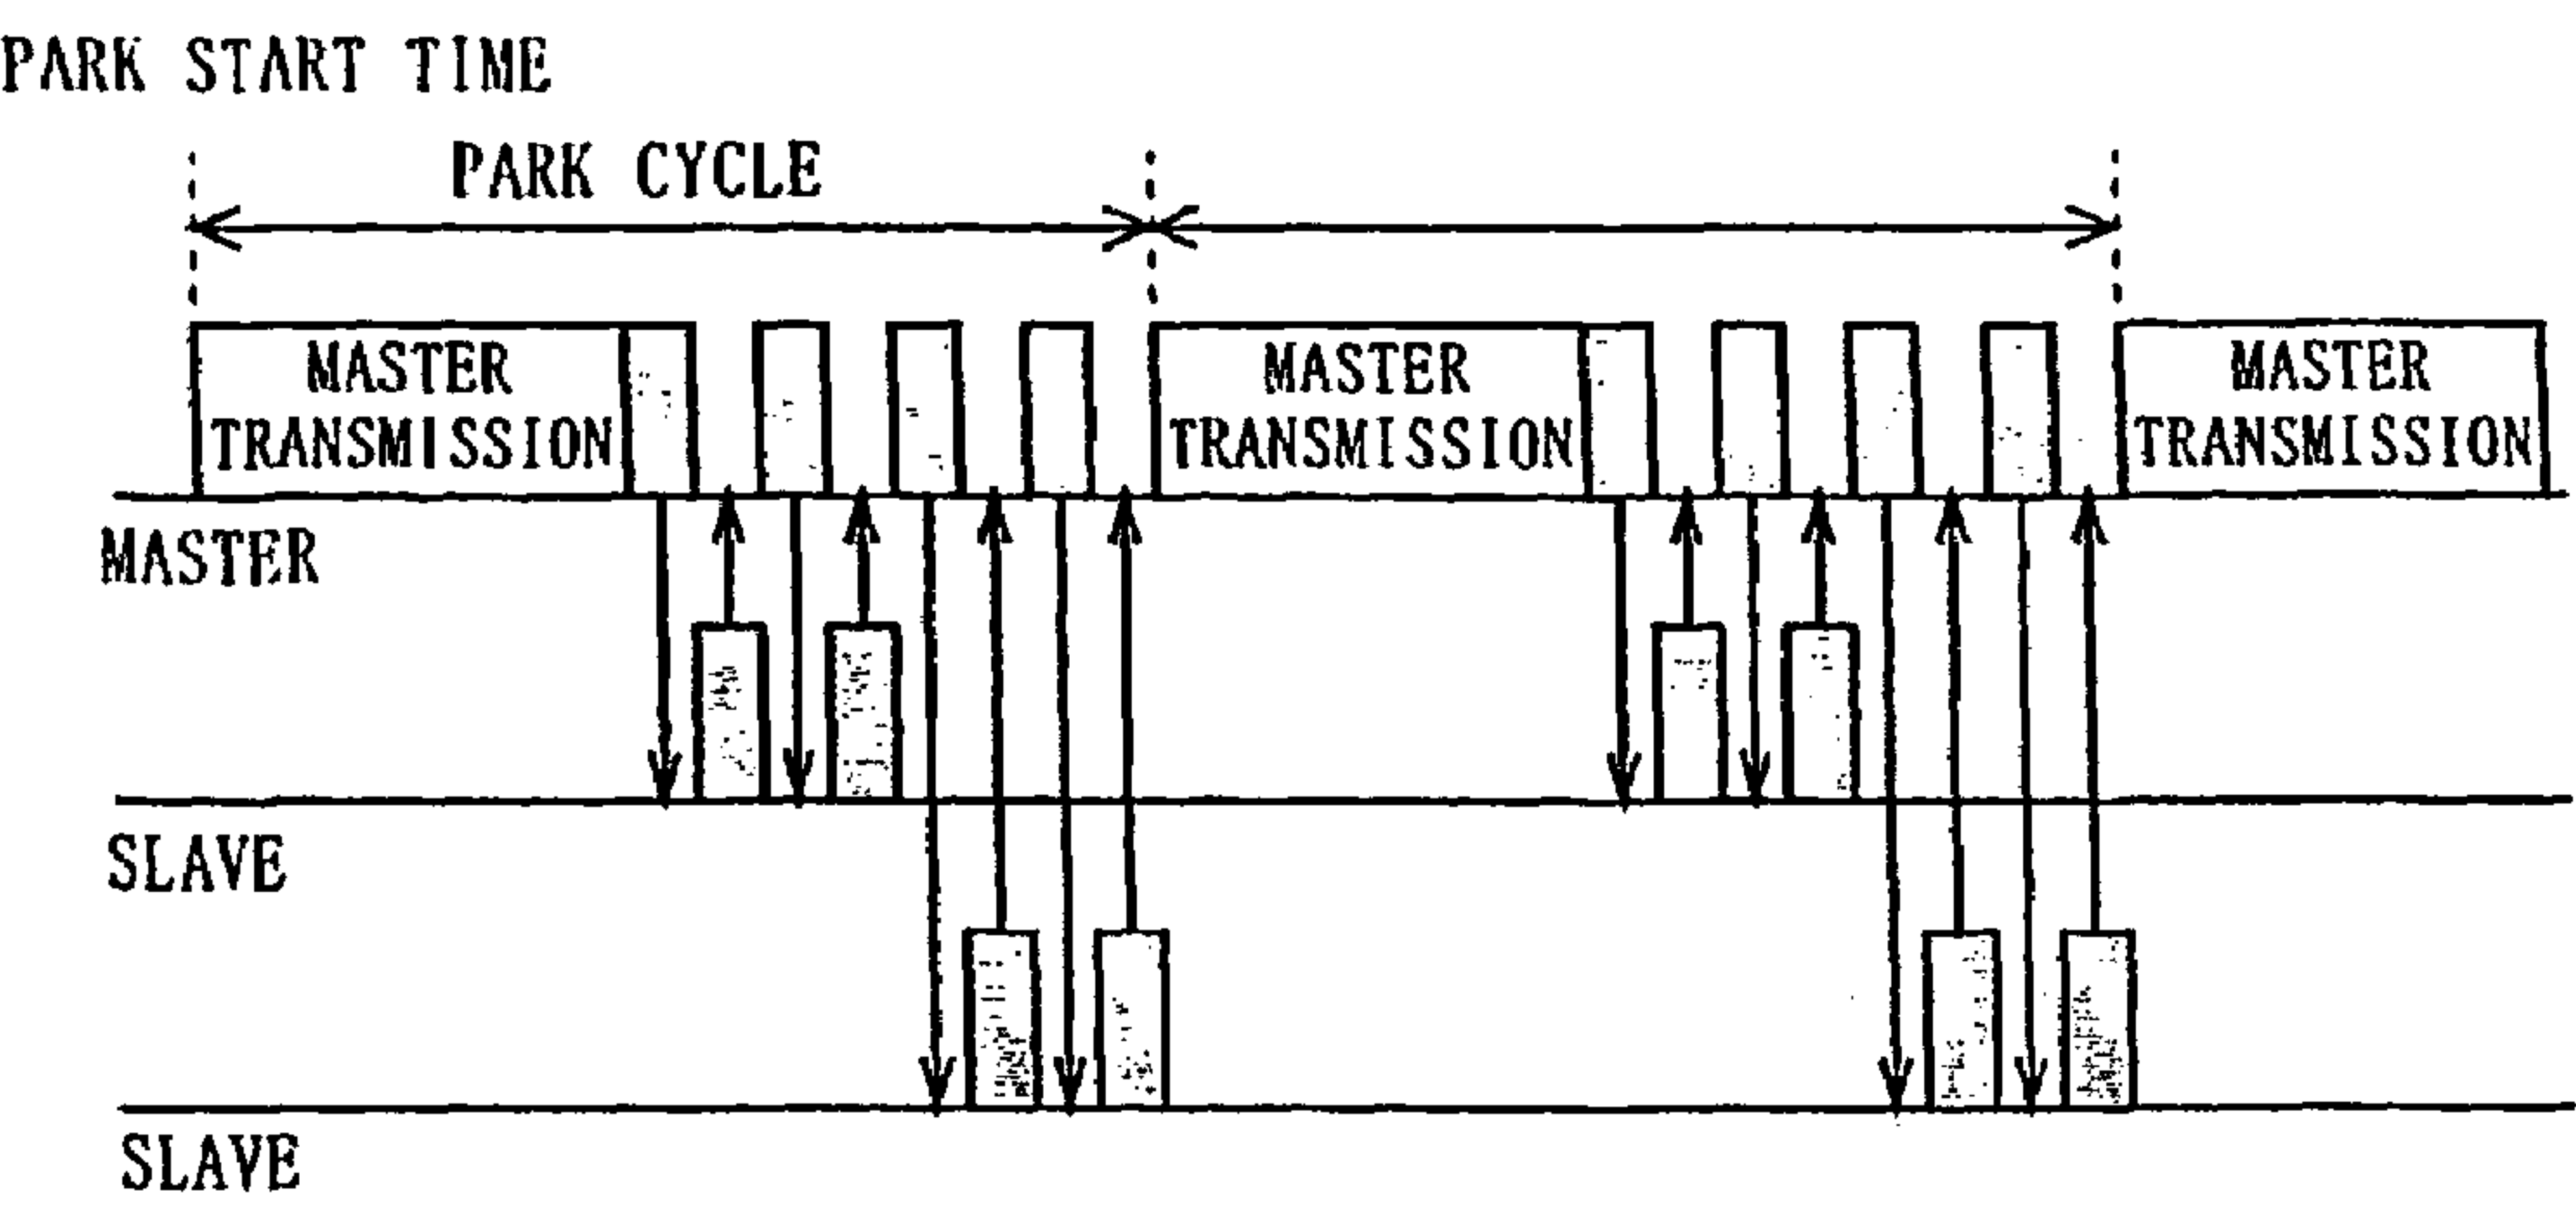 PARK START TIME
PARK CYCLE
MASTER
TRANSMISSION
MASTER
TRANSMISSION
MASTER
TRANSMISSION
MASTER
SLAVE
SLAVE